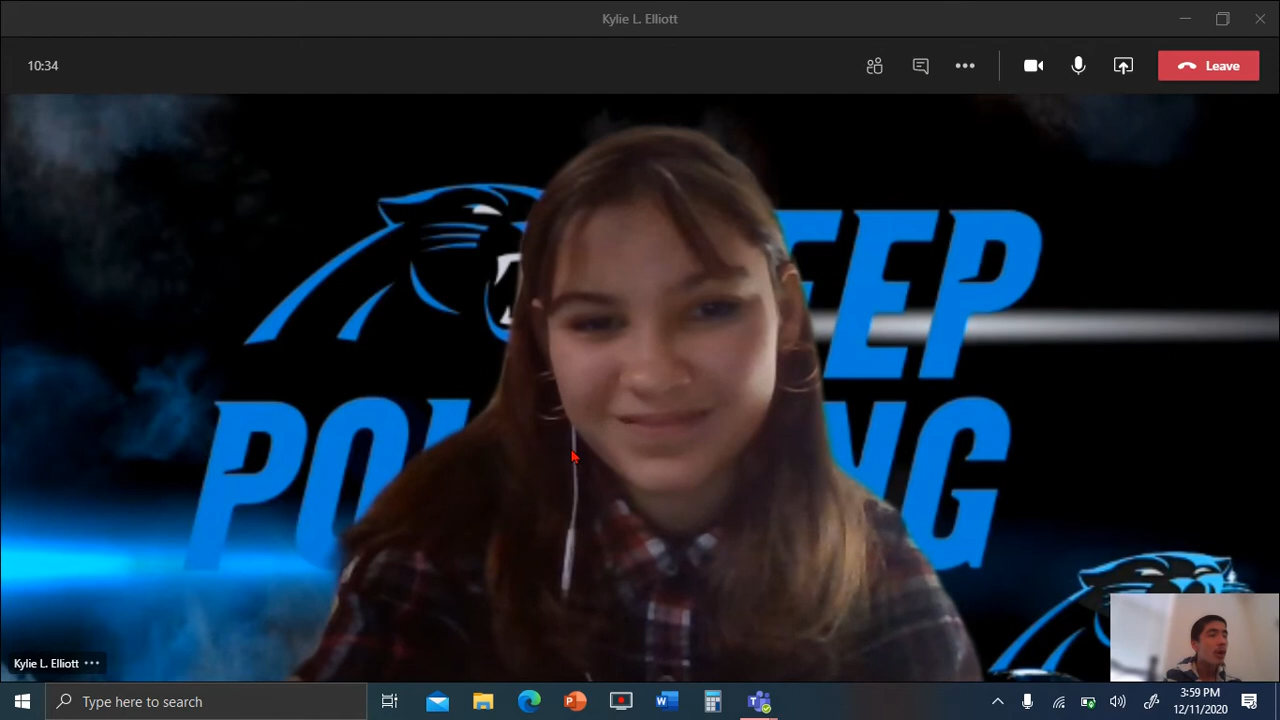 Kylie L. Elliott
10:34
Leave
EEP
PO
NG
Kylie L. Elliott
Type here to search
3:59 PM
12/11/2020